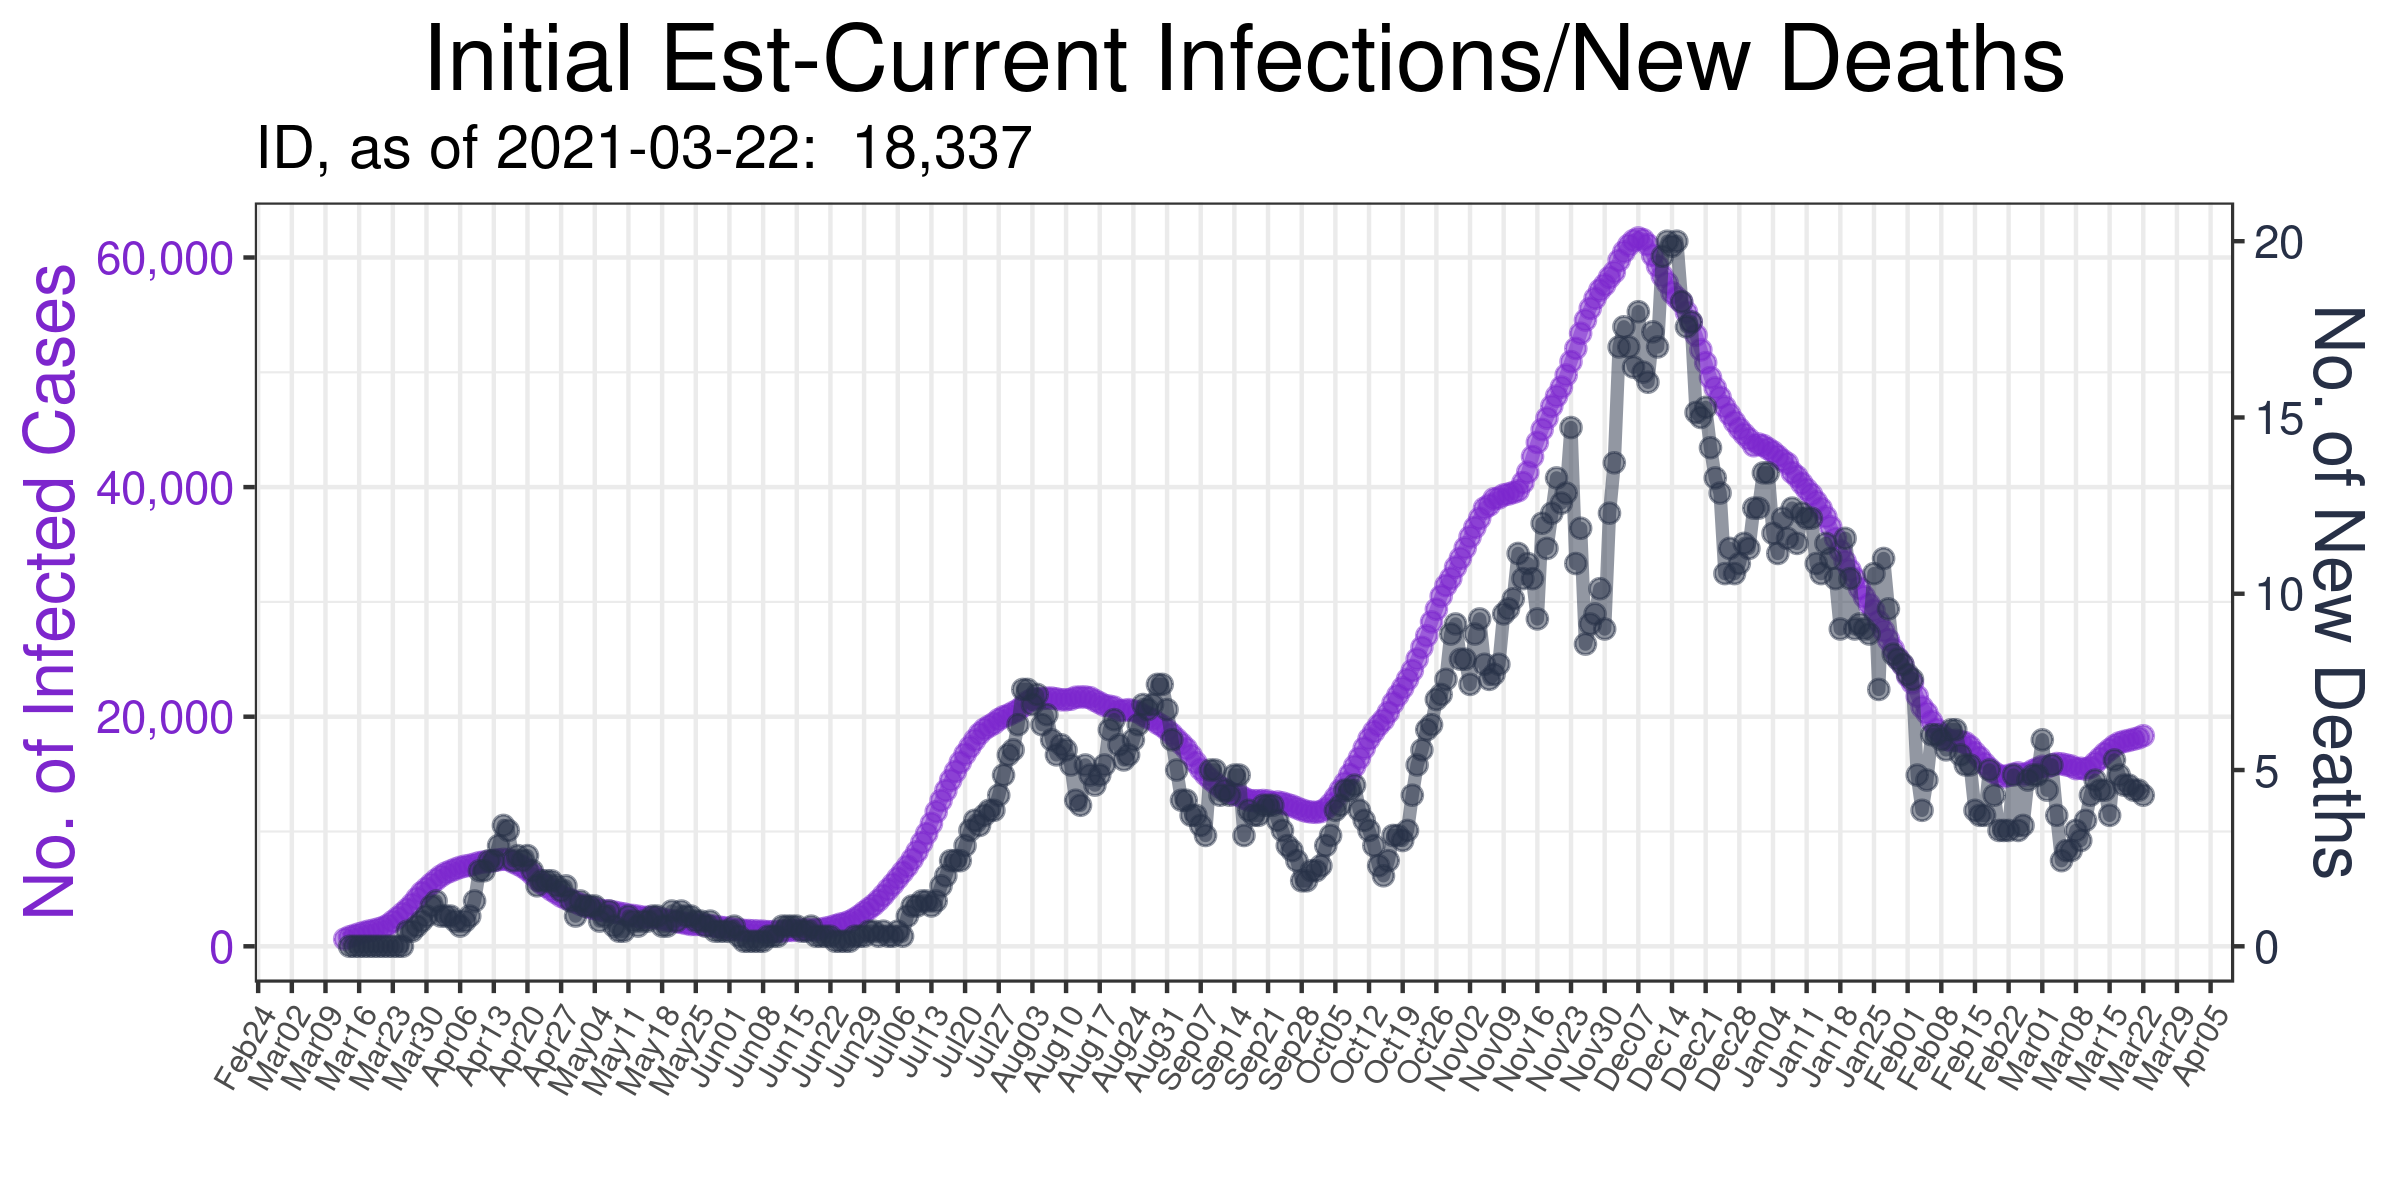 Initial Est-Current Infections/New Deaths
ID, as of 2021-03-22:  18,337
No. of Infected Cases
60,000
40,000
20,000
0
20
15
10
5
0
No. of New Deaths
Feb24
Mar02
Mar09
Mar16
Mar23
Mar30
Apr06
Apr13
Apr20
Apr27
May04
May11
May18
May25
Jun01
Jun08
Jun15
Jun22
Jun29
Jul06
Jul13
Jul20
Jul27
Aug03
Aug10
Aug17
Aug24
Aug31
Sep07
Sep14
Sep21
Sep28
Oct05
Oct12
Oct19
Oct26
Nov02
Nov09
Nov16
Nov23
Nov30
Dec07
Dec14
Dec21
Dec28
Jan04
Jan11
Jan18
Jan25
Feb01
Feb08
Feb15
Feb22
Mar01
Mar08
Mar15
Mar22
Mar29
Apr05